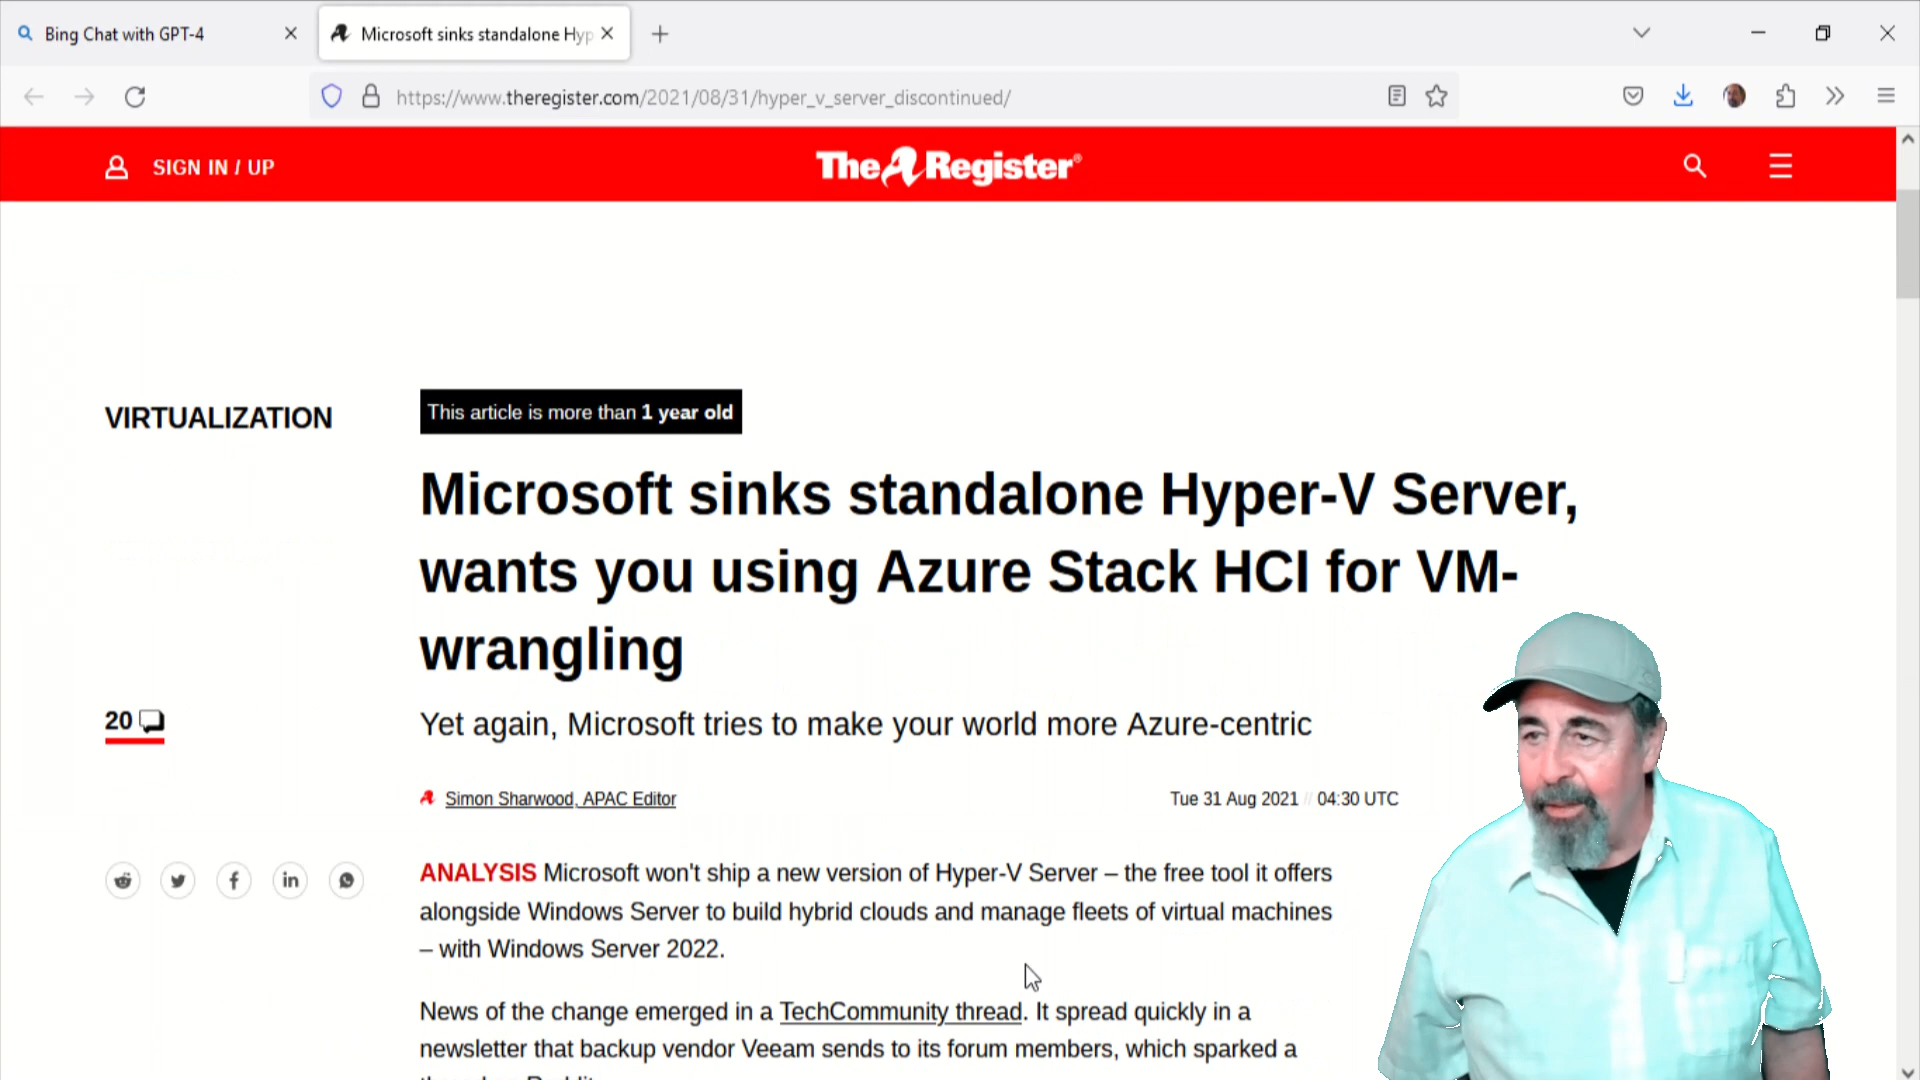 Bing Chat with GPT-4
Microsoft sinks standalone Hyp
https://www.theregister.com/2021/08/31/hyper_v_server_discontinued/
SIGN IN / UP
The Register®
VIRTUALIZATION
This article is more than 1 year old
Microsoft sinks standalone Hyper-V Server,
wants you using Azure Stack HCI for VM-
wrangling
20
Yet again, Microsoft tries to make your world more Azure-centric
Simon Sharwood, APAC Editor
Tue 31 Aug 2021 // 04:30 UTC
ANALYSIS Microsoft won't ship a new version of Hyper-V Server – the free tool it offers
alongside Windows Server to build hybrid clouds and manage fleets of virtual machines
– with Windows Server 2022.
News of the change emerged in a TechCommunity thread. It spread quickly in a
newsletter that backup vendor Veeam sends to its forum members, which sparked a